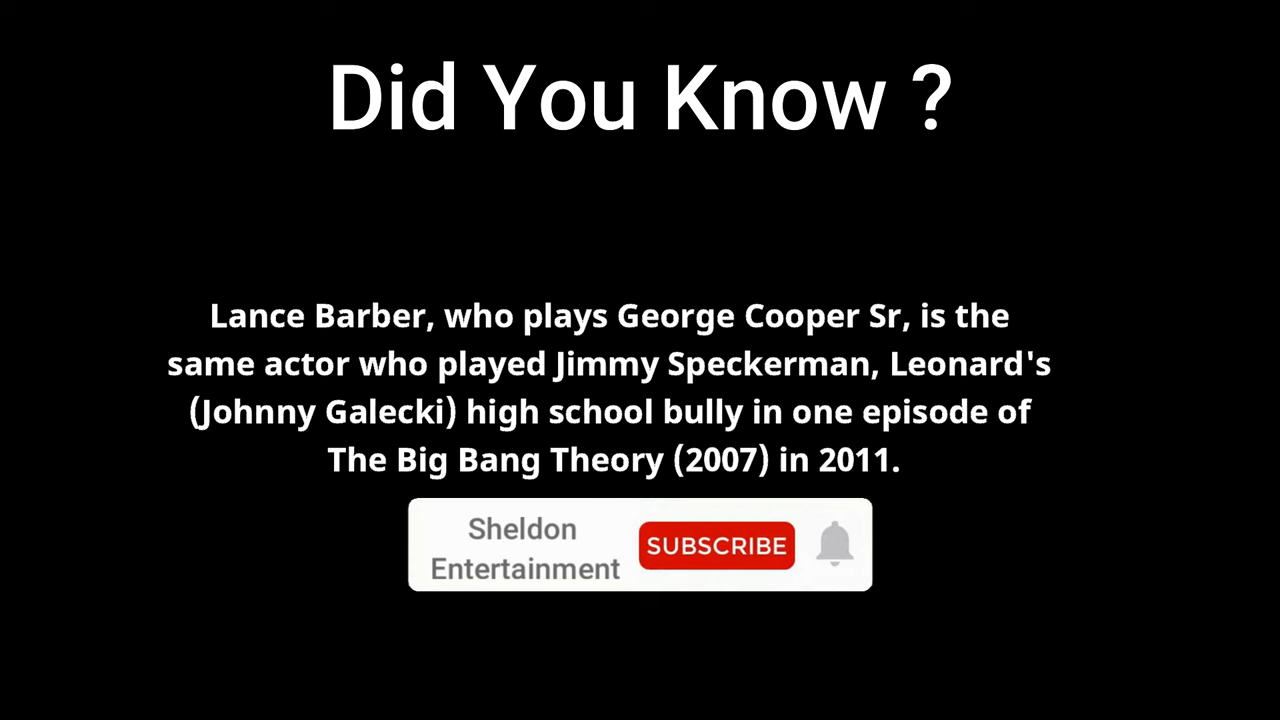 Did You Know ?
Lance Barber, who plays George Cooper Sr, is the
same actor who played Jimmy Speckerman, Leonard's
(Johnny Galecki) high school bully in one episode of
The Big Bang Theory (2007) in 2011.
Sheldon
Entertainment
SUBSCRIBE